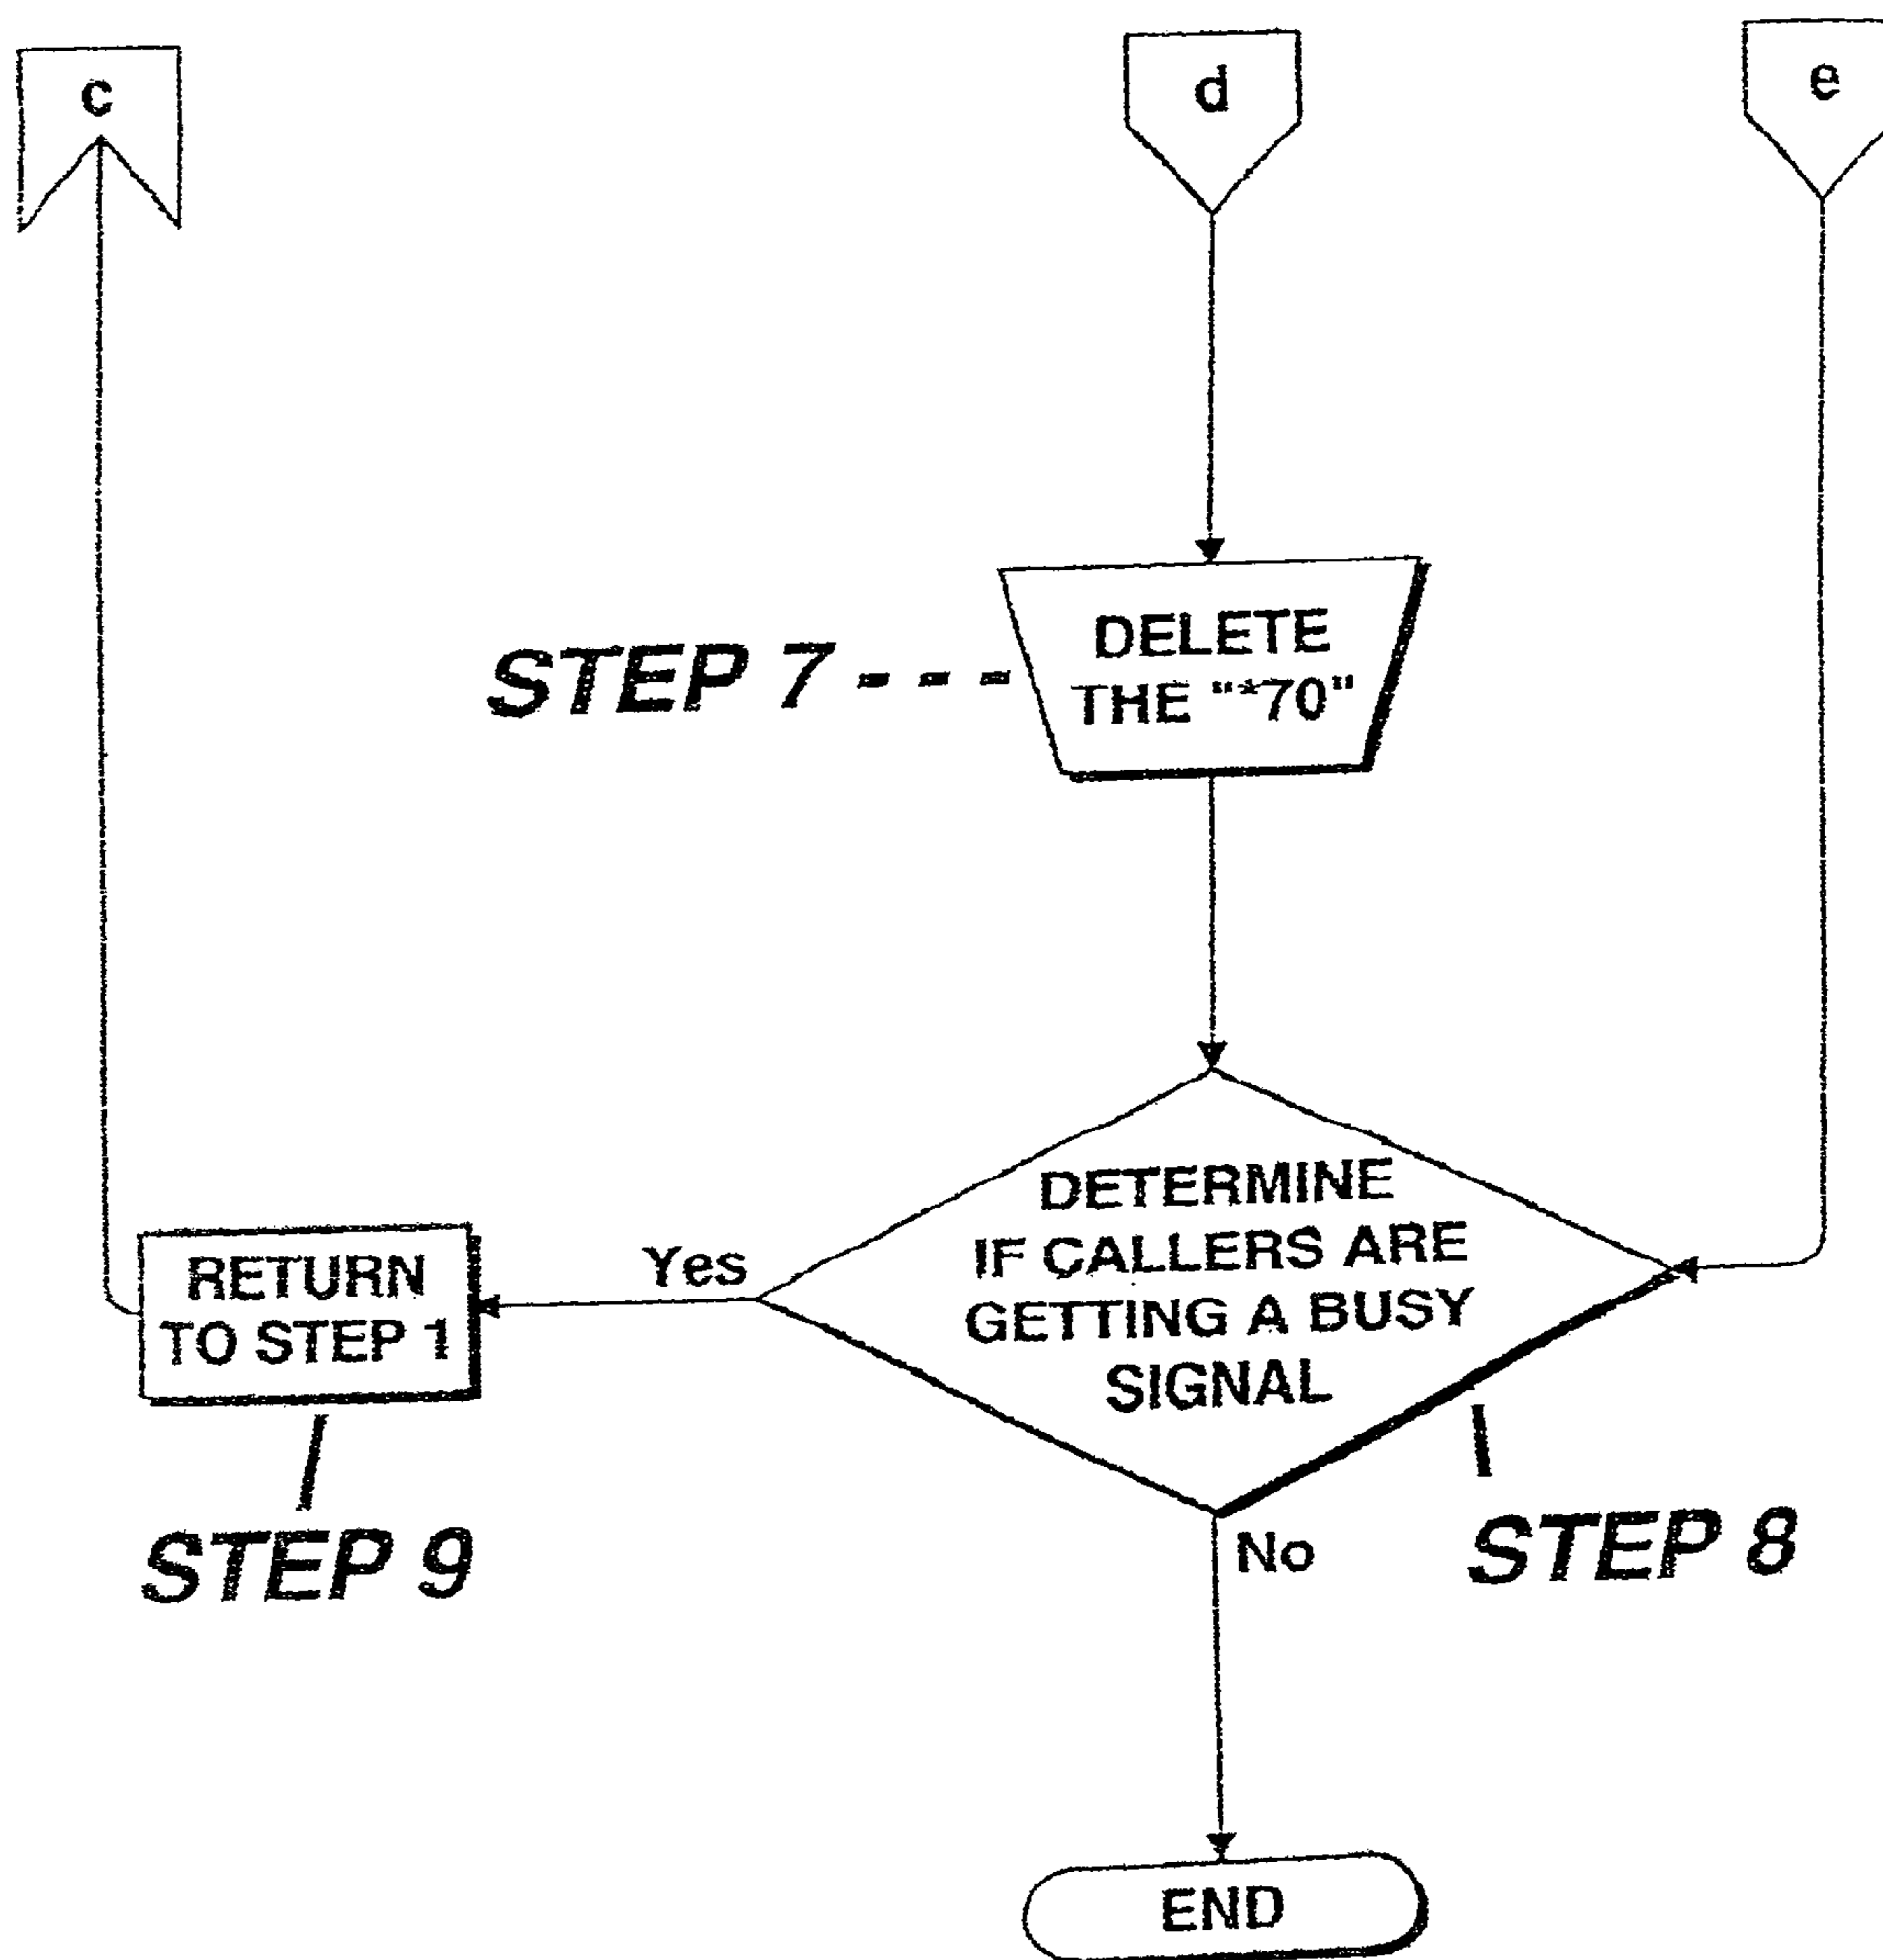 c
d
e
STEP 7 - - -
DELETE
THE "*70"
DETERMINE
IF CALLERS ARE
GETTING A BUSY
SIGNAL
Yes
RETURN
TO STEP 1
STEP 9
No
STEP 8
END